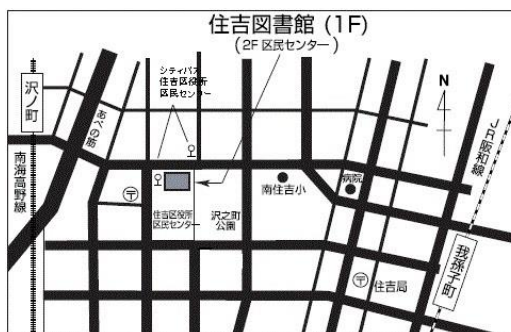 住吉図書館 (1F)
(2F 区民センター)
シティバス
住吉区役所
区民センター
沢ノ町
あべの筋
N
JR阪和線
南海高野線
南住吉小
病院
住吉区役所
区民センター
沢之町
公園
我孫子町
住吉局